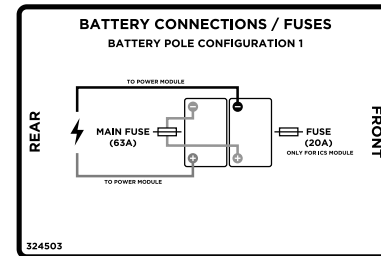 BATTERY CONNECTIONS / FUSES
BATTERY POLE CONFIGURATION 1
TO POWER MODULE
REAR
MAIN FUSE
(63A)
FUSE
(20A)
ONLY FOR ICS MODULE
FRONT
TO POWER MODULE
324503